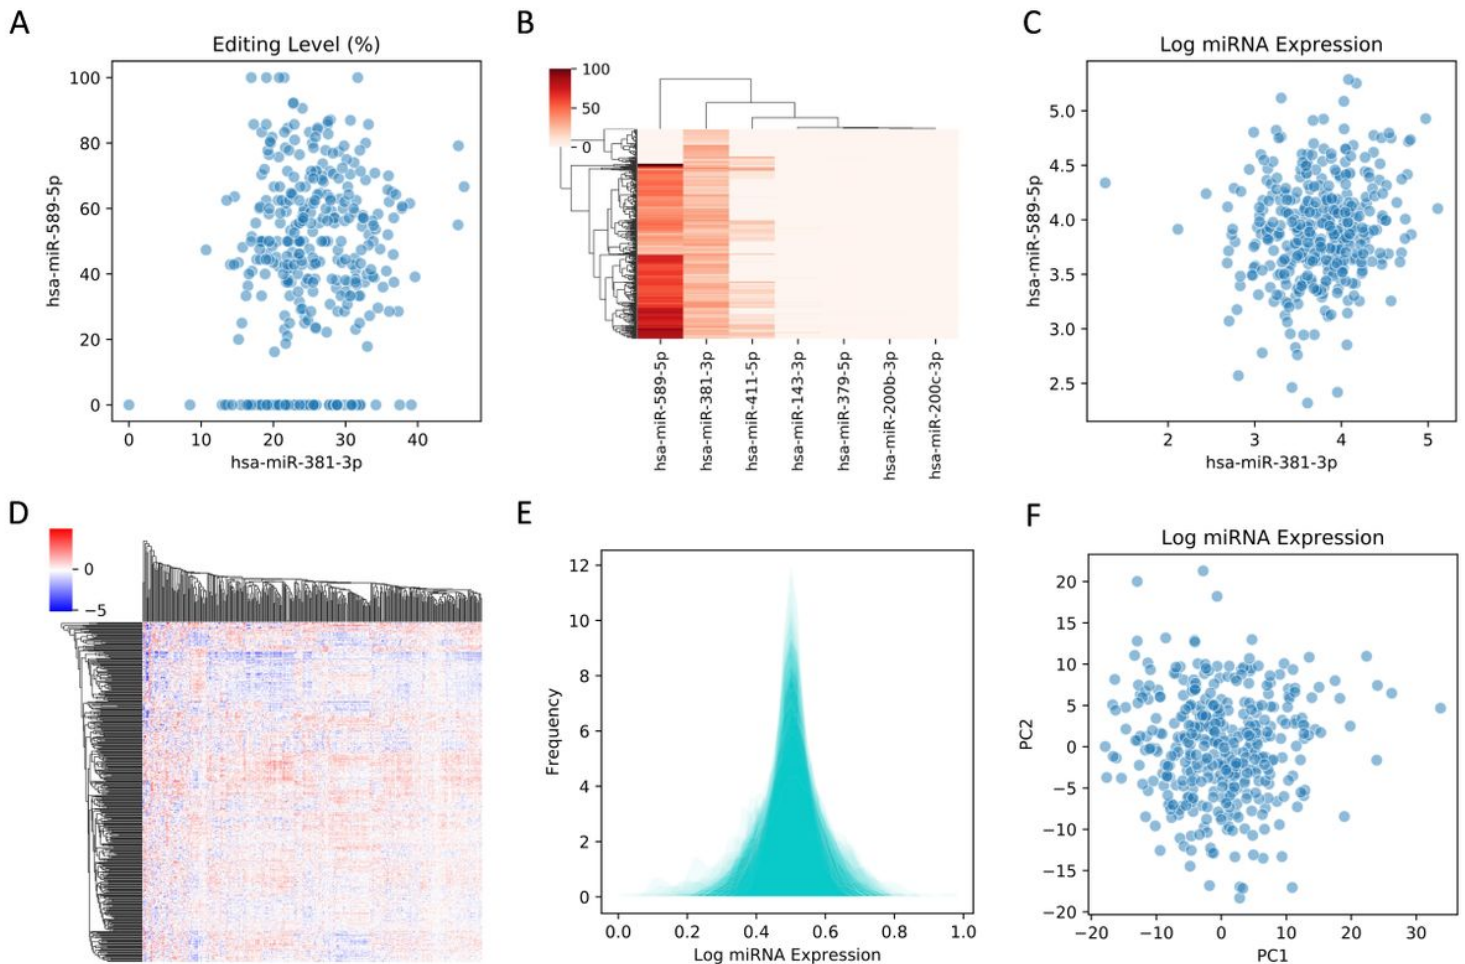 A
Editing Level (%)
100
80
60
40
20
0
hsa-miR-589-5p
0 10 20 30 40
hsa-miR-381-3p
B
100
50
0
hsa-miR-589-5p
hsa-miR-381-3p
hsa-miR-411-5p
hsa-miR-143-3p
hsa-miR-379-5p
hsa-miR-200b-3p
hsa-miR-200c-3p
C
Log miRNA Expression
5.0
4.5
4.0
3.5
3.0
2.5
hsa-miR-589-5p
2 3 4 5
hsa-miR-381-3p
D
0
−5
E
12
10
8
6
4
2
0
Frequency
0.0 0.2 0.4 0.6 0.8 1.0
Log miRNA Expression
F
Log miRNA Expression
20
15
10
5
0
−5
−10
−15
−20
PC2
−20 −10 0 10 20 30
PC1